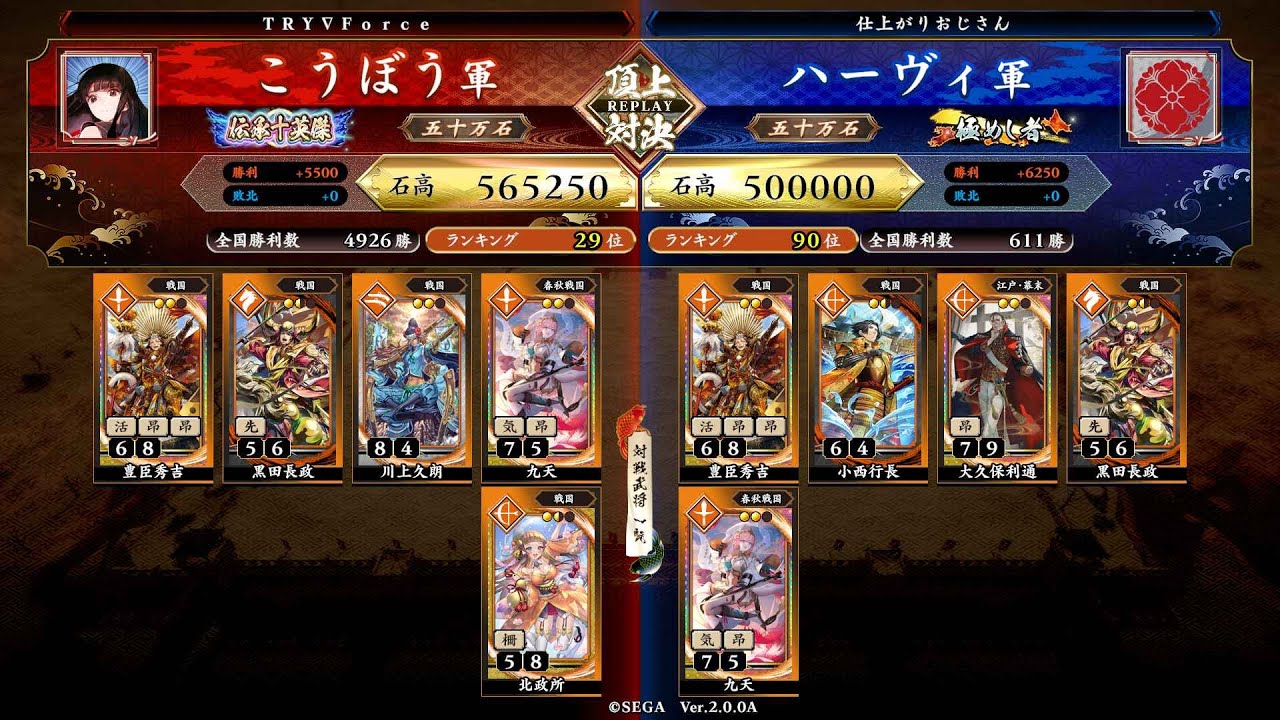 TRY∇Force
仕上がりおじさん
こうぼう軍
頂上
REPLAY
対決
ハーヴィ軍
伝承十英傑
五十万石
五十万石
極めし者
勝利 +5500
敗北 +0
石高 565250
石高 500000
勝利 +6250
敗北 +0
全国勝利数 4926勝
ランキング 29位
ランキング 90位
全国勝利数 611勝
戦国
戦国
戦国
春秋戦国
戦国
戦国
江戸・幕末
戦国
活 昂 昂
先
気 昂
活 昂 昂
昂
先
6 8
5 6
8 4
7 5
6 8
6 4
7 9
5 6
豊臣秀吉
黒田長政
川上久朗
九天
豊臣秀吉
小西行長
大久保利通
黒田長政
対戦武将一覧
戦国
春秋戦国
柵
気 昂
5 8
7 5
北政所
九天
©SEGA Ver.2.0.0A